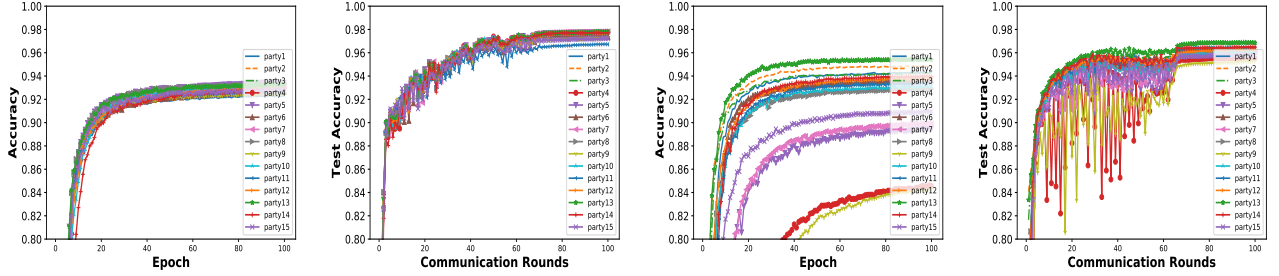 1.00
0.98
0.96
0.94
0.92
0.90
0.88
0.86
0.84
0.82
0.80
Accuracy
0 20 40 60 80 100
Epoch
party1
party2
party3
party4
party5
party6
party7
party8
party9
party10
party11
party12
party13
party14
party15
1.00
0.98
0.96
0.94
0.92
0.90
0.88
0.86
0.84
0.82
0.80
Test Accuracy
0 20 40 60 80 100
Communication Rounds
party1
party2
party3
party4
party5
party6
party7
party8
party9
party10
party11
party12
party13
party14
party15
1.00
0.98
0.96
0.94
0.92
0.90
0.88
0.86
0.84
0.82
0.80
Accuracy
0 20 40 60 80 100
Epoch
party1
party2
party3
party4
party5
party6
party7
party8
party9
party10
party11
party12
party13
party14
party15
1.00
0.98
0.96
0.94
0.92
0.90
0.88
0.86
0.84
0.82
0.80
Test Accuracy
0 20 40 60 80 100
Communication Rounds
party1
party2
party3
party4
party5
party6
party7
party8
party9
party10
party11
party12
party13
party14
party15